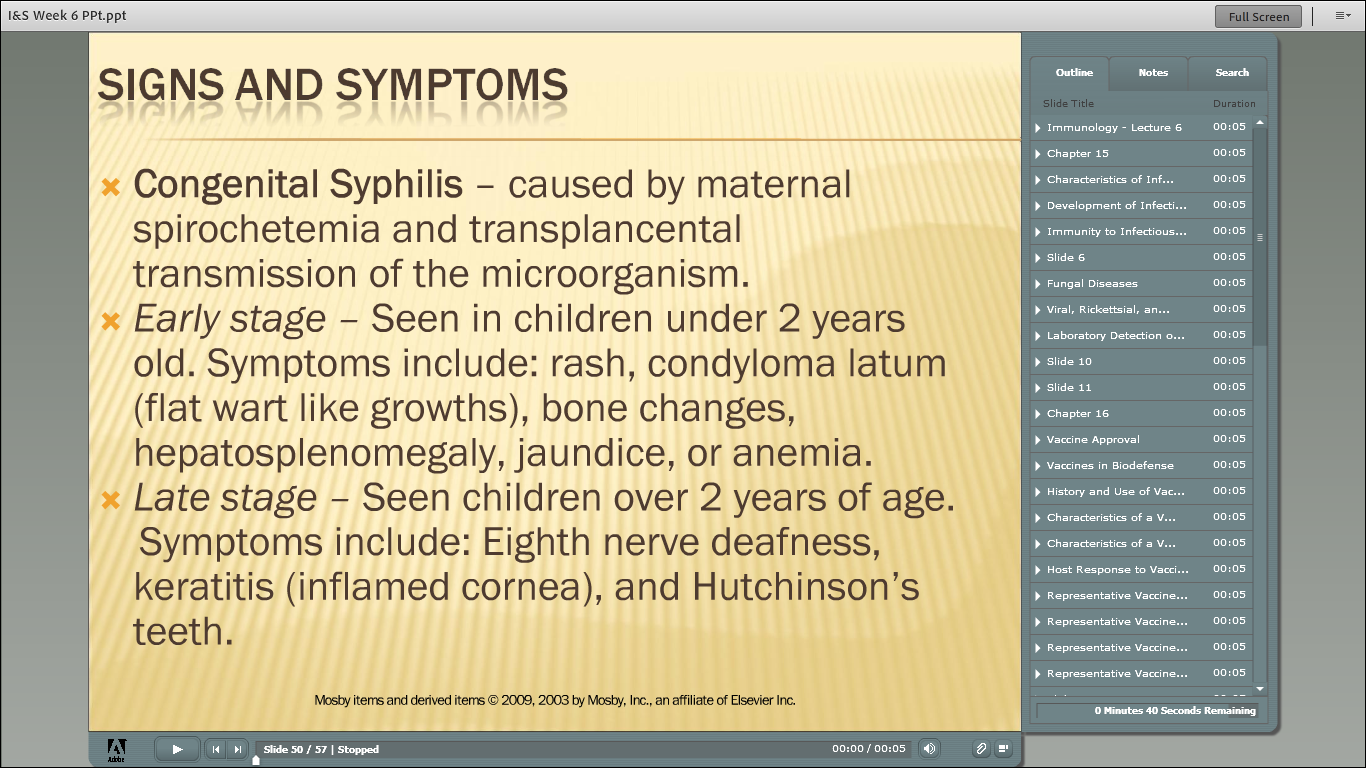 I&S Week 6 PPt.ppt
Full Screen
SIGNS AND SYMPTOMS
Congenital Syphilis – caused by maternal
spirochetemia and transplancental
transmission of the microorganism.
Early stage – Seen in children under 2 years
old. Symptoms include: rash, condyloma latum
(flat wart like growths), bone changes,
hepatosplenomegaly, jaundice, or anemia.
Late stage – Seen children over 2 years of age.
Symptoms include: Eighth nerve deafness,
keratitis (inflamed cornea), and Hutchinson's
teeth.
Mosby items and derived items © 2009, 2003 by Mosby, Inc., an affiliate of Elsevier Inc.
Outline Notes Search
Slide Title Duration
Immunology - Lecture 6 00:05
Chapter 15 00:05
Characteristics of Inf... 00:05
Development of Infecti... 00:05
Immunity to Infectious... 00:05
Slide 6 00:05
Fungal Diseases 00:05
Viral, Rickettsial, an... 00:05
Laboratory Detection o... 00:05
Slide 10 00:05
Slide 11 00:05
Chapter 16 00:05
Vaccine Approval 00:05
Vaccines in Biodefense 00:05
History and Use of Vac... 00:05
Characteristics of a V... 00:05
Characteristics of a V... 00:05
Host Response to Vacci... 00:05
Representative Vaccine... 00:05
Representative Vaccine... 00:05
Representative Vaccine... 00:05
Representative Vaccine... 00:05
0 Minutes 40 Seconds Remaining
Adobe
Slide 50 / 57 | Stopped 00:00 / 00:05